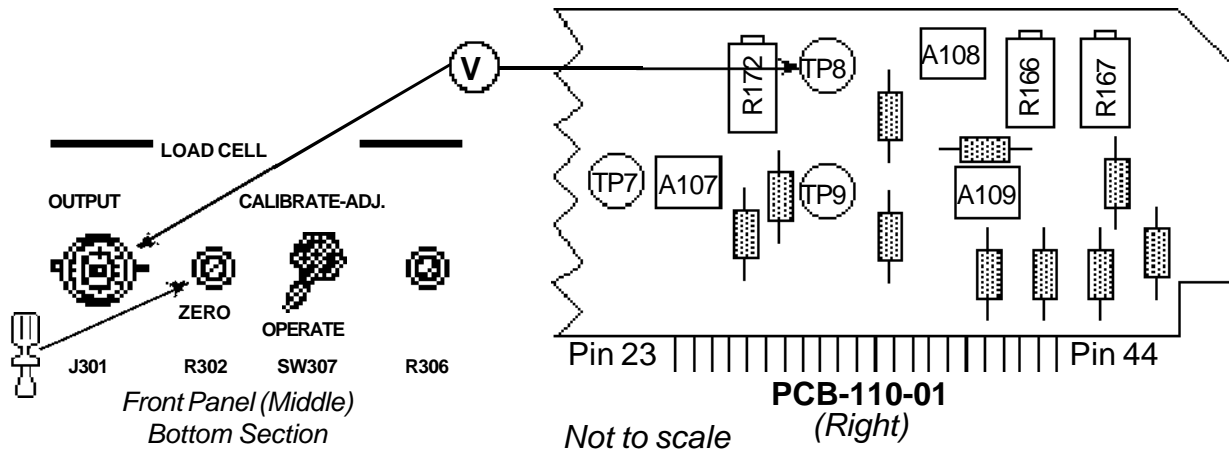 V
LOAD CELL
OUTPUT
CALIBRATE-ADJ.
ZERO
OPERATE
J301
R302
SW307
R306
Front Panel (Middle)
Bottom Section
R172
TP8
A108
R166
R167
TP7
A107
TP9
A109
Pin 23
Pin 44
PCB-110-01
(Right)
Not to scale